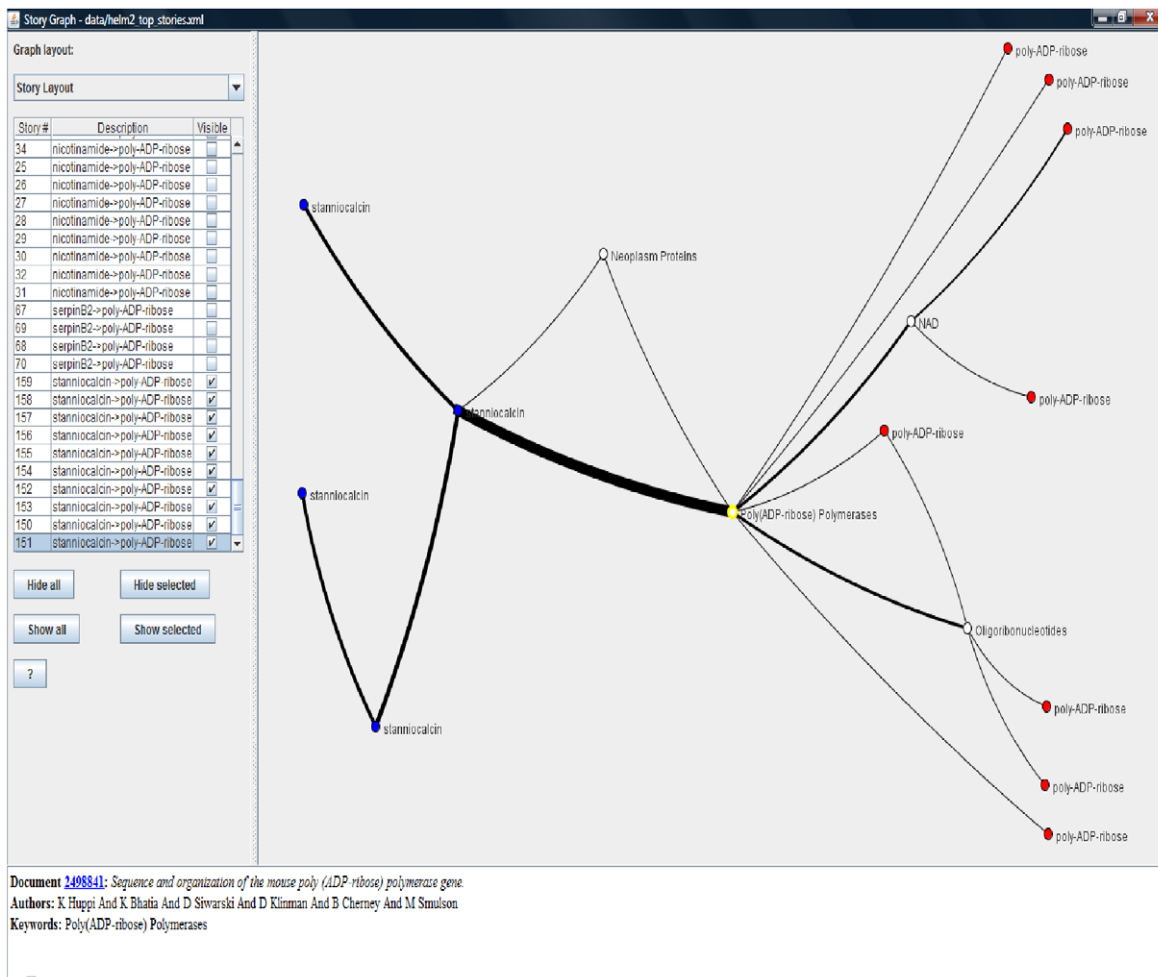 Story Graph - data/helm2_top_stories.xml
Graph layout:
Story Layout
Story # Description Visible
34 nicotinamide->poly-ADP-ribose
25 nicotinamide->poly-ADP-ribose
26 nicotinamide->poly-ADP-ribose
27 nicotinamide->poly-ADP-ribose
28 nicotinamide->poly-ADP-ribose
29 nicotinamide->poly-ADP-ribose
30 nicotinamide->poly-ADP-ribose
32 nicotinamide->poly-ADP-ribose
31 nicotinamide->poly-ADP-ribose
67 serpinB2->poly-ADP-ribose
69 serpinB2->poly-ADP-ribose
68 serpinB2->poly-ADP-ribose
70 serpinB2->poly-ADP-ribose
159 stanniocalcin->poly-ADP-ribose
158 stanniocalcin->poly-ADP-ribose
157 stanniocalcin->poly-ADP-ribose
156 stanniocalcin->poly-ADP-ribose
155 stanniocalcin->poly-ADP-ribose
154 stanniocalcin->poly-ADP-ribose
152 stanniocalcin->poly-ADP-ribose
153 stanniocalcin->poly-ADP-ribose
150 stanniocalcin->poly-ADP-ribose
151 stanniocalcin->poly-ADP-ribose
Hide all Hide selected
Show all Show selected
?
poly-ADP-ribose
poly-ADP-ribose
poly-ADP-ribose
stanniocalcin
Neoplasm Proteins
NAD
poly-ADP-ribose
stanniocalcin
poly-ADP-ribose
stanniocalcin
Poly(ADP-ribose) Polymerases
Oligoribonucleotides
poly-ADP-ribose
stanniocalcin
poly-ADP-ribose
poly-ADP-ribose
Document 2498841: Sequence and organization of the mouse poly (ADP-ribose) polymerase gene.
Authors: K Huppi And K Bhatia And D Siwarski And D Klinman And B Cherney And M Smulson
Keywords: Poly(ADP-ribose) Polymerases